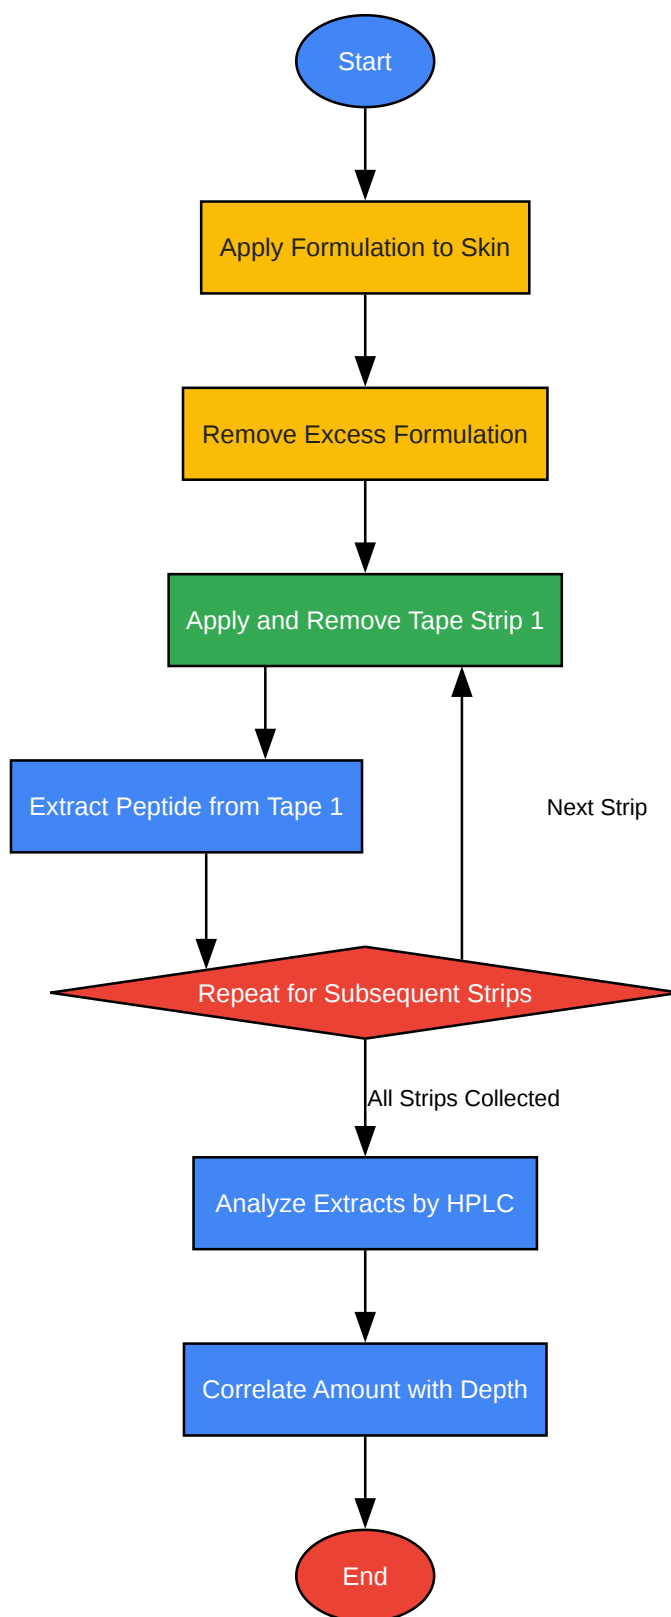 Start
Apply Formulation to Skin
Remove Excess Formulation
Apply and Remove Tape Strip 1
Extract Peptide from Tape 1
Next Strip
Repeat for Subsequent Strips
All Strips Collected
Analyze Extracts by HPLC
Correlate Amount with Depth
End